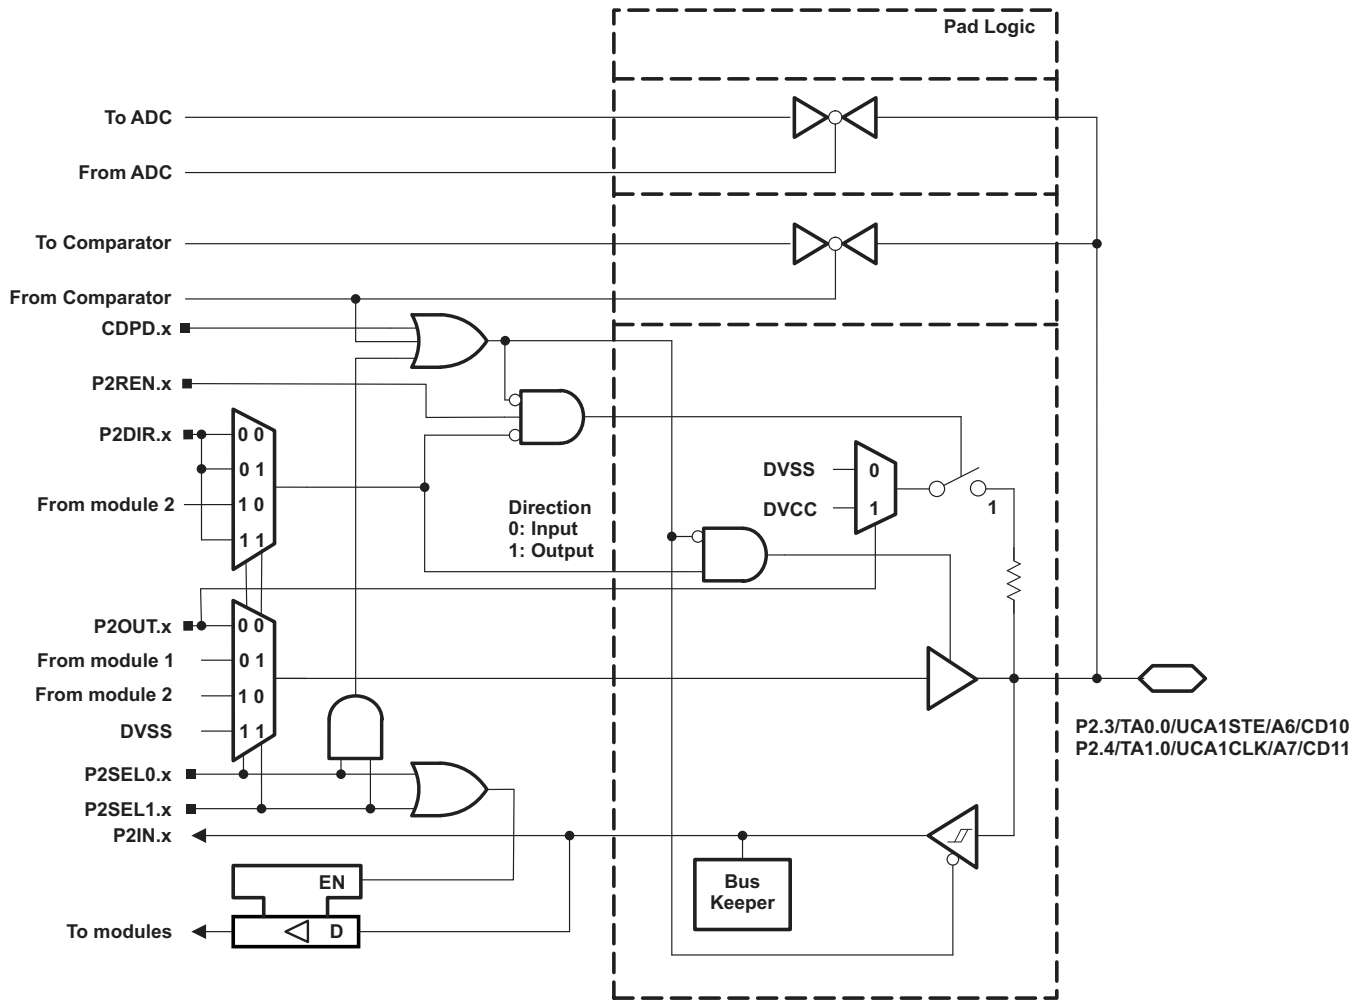 Pad Logic
To ADC
From ADC
To Comparator
From Comparator
CDPD.x
P2REN.x
P2DIR.x
0 0
0 1
From module 2
1 0
1 1
Direction
0: Input
1: Output
DVSS
0
DVCC
1
1
P2OUT.x
0 0
From module 1
0 1
From module 2
1 0
DVSS
1 1
P2.3/TA0.0/UCA1STE/A6/CD10
P2.4/TA1.0/UCA1CLK/A7/CD11
P2SEL0.x
P2SEL1.x
P2IN.x
EN
Bus
Keeper
To modules
D